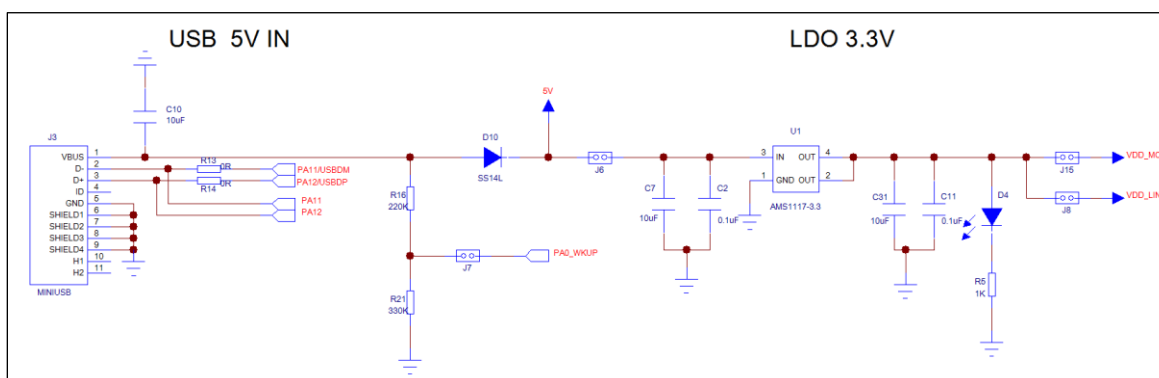 USB 5V IN
LDO 3.3V
C10
10uF
J3
VBUS 1
D- 2
D+ 3
ID 4
GND 5
SHIELD1 6
SHIELD2 7
SHIELD3 8
SHIELD4 9
H1 10
H2 11
MINIUSB
R13
0R
R14
0R
PA11/USBDM
PA12/USBDP
PA11
PA12
R16
220K
R21
330K
J7
PA0_WKUP
D10
SS14L
5V
J6
C7
10uF
C2
0.1uF
U1
3 IN OUT 4
1 GND OUT 2
AMS1117-3.3
C31
10uF
C11
0.1uF
D4
R5
1K
J15
J8
VDD_LIN